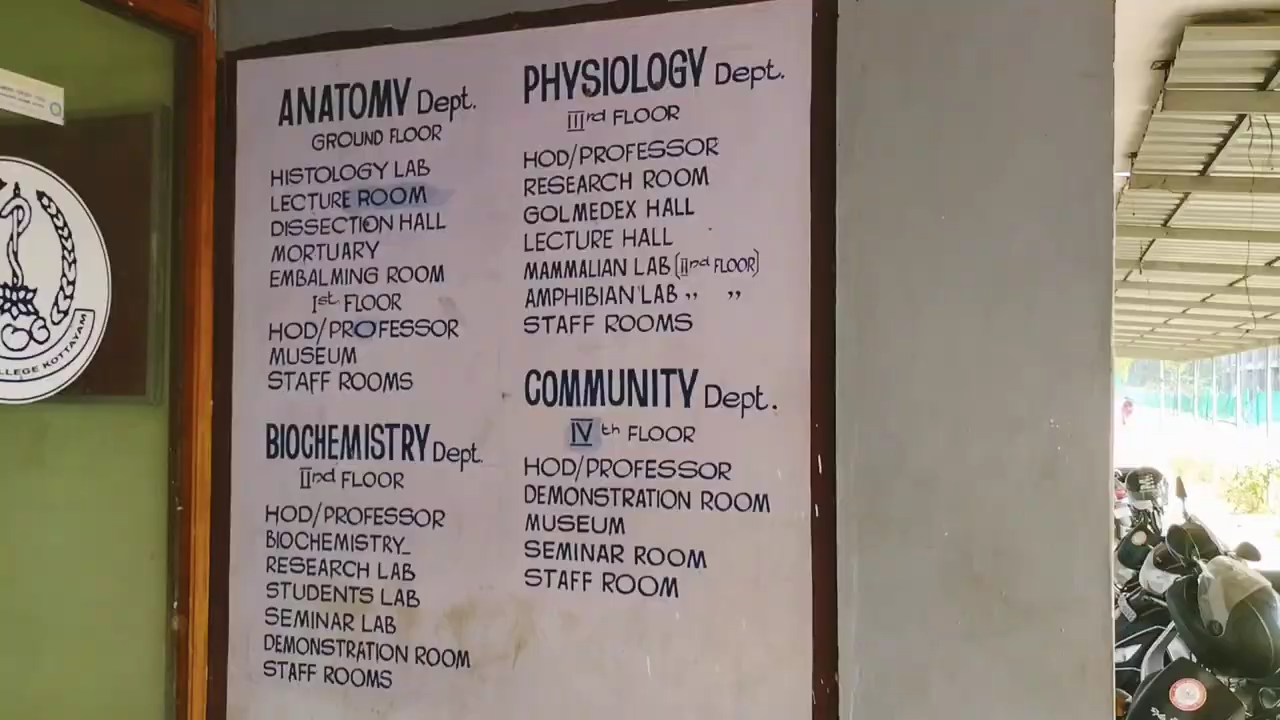 ANATOMY Dept.
GROUND FLOOR
HISTOLOGY LAB
LECTURE ROOM
DISSECTION HALL
MORTUARY
EMBALMING ROOM
Ist FLOOR
HOD/PROFESSOR
MUSEUM
STAFF ROOMS
BIOCHEMISTRY Dept.
IInd FLOOR
HOD/PROFESSOR
BIOCHEMISTRY_
RESEARCH LAB
STUDENTS LAB
SEMINAR LAB
DEMONSTRATION ROOM
STAFF ROOMS
PHYSIOLOGY Dept.
IIIrd FLOOR
HOD/PROFESSOR
RESEARCH ROOM
GOLMEDEX HALL
LECTURE HALL
MAMMALIAN LAB (IInd FLOOR)
AMPHIBIAN LAB ,, ,,
STAFF ROOMS
COMMUNITY Dept.
IVth FLOOR
HOD/PROFESSOR
DEMONSTRATION ROOM
MUSEUM
SEMINAR ROOM
STAFF ROOM
LLEGE KOTTAYAM